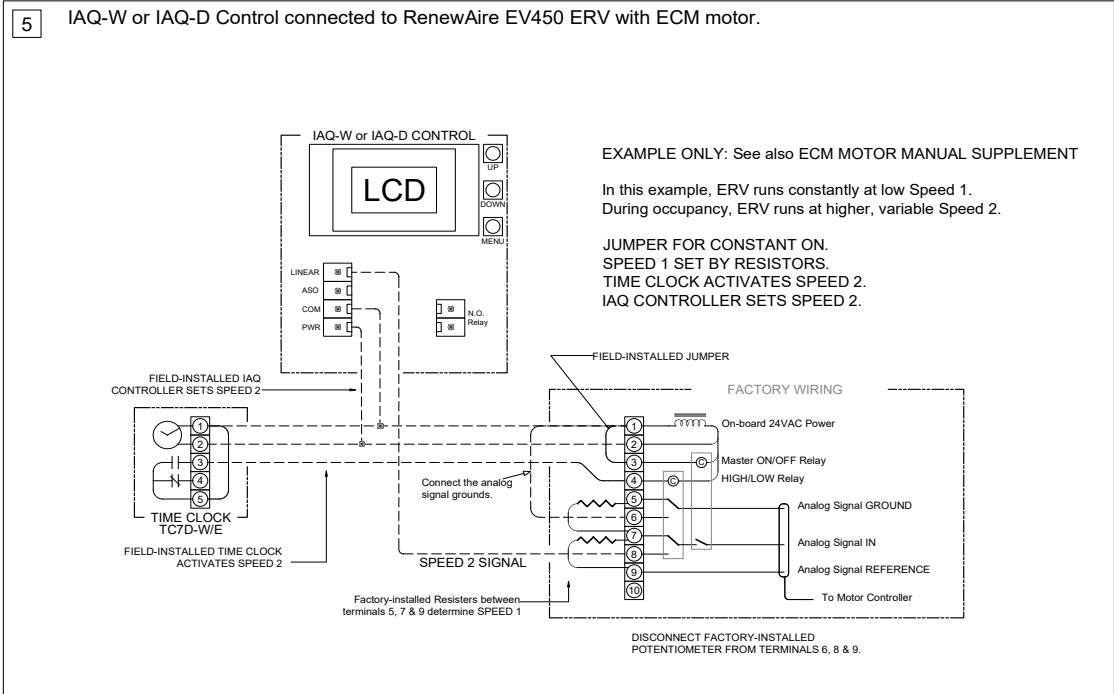 5
IAQ-W or IAQ-D Control connected to RenewAire EV450 ERV with ECM motor.
IAQ-W or IAQ-D CONTROL
LCD
UP
DOWN
MENU
LINEAR
ASO
COM
PWR
N.O.
Relay
EXAMPLE ONLY: See also ECM MOTOR MANUAL SUPPLEMENT
In this example, ERV runs constantly at low Speed 1.
During occupancy, ERV runs at higher, variable Speed 2.
JUMPER FOR CONSTANT ON.
SPEED 1 SET BY RESISTORS.
TIME CLOCK ACTIVATES SPEED 2.
IAQ CONTROLLER SETS SPEED 2.
FIELD-INSTALLED JUMPER
FIELD-INSTALLED IAQ
CONTROLLER SETS SPEED 2
1
2
3
4
5
TIME CLOCK
TC7D-W/E
FIELD-INSTALLED TIME CLOCK
ACTIVATES SPEED 2
Connect the analog
signal grounds.
SPEED 2 SIGNAL
Factory-installed Resisters between
terminals 5, 7 & 9 determine SPEED 1
FACTORY WIRING
1
2
3
4
5
6
7
8
9
10
On-board 24VAC Power
C
Master ON/OFF Relay
C
HIGH/LOW Relay
Analog Signal GROUND
Analog Signal IN
Analog Signal REFERENCE
To Motor Controller
DISCONNECT FACTORY-INSTALLED
POTENTIOMETER FROM TERMINALS 6, 8 & 9.